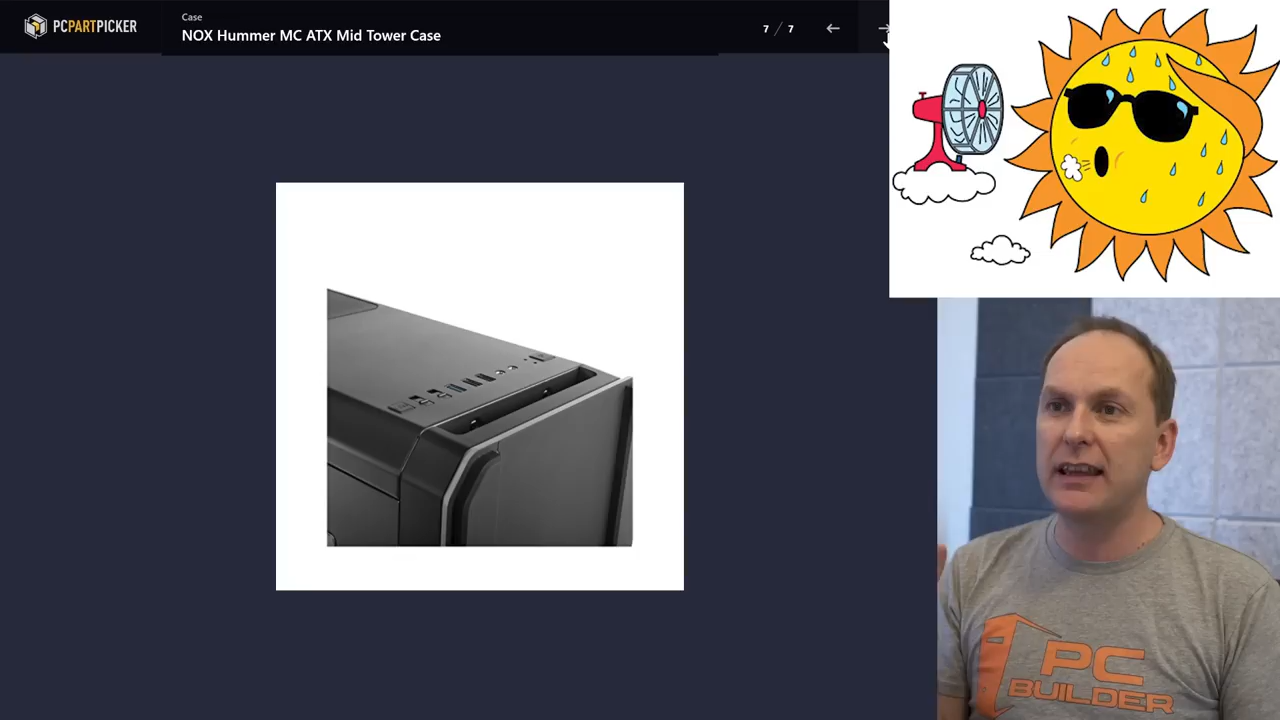 PCPARTPICKER
Case
NOX Hummer MC ATX Mid Tower Case
7 / 7
PC
BUILDER